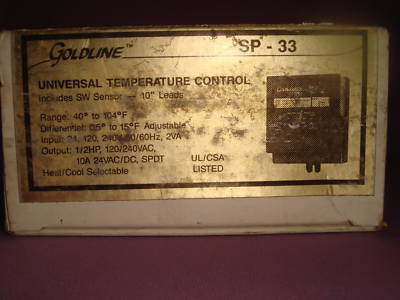 GOLDLINE™
SP - 33
UNIVERSAL TEMPERATURE CONTROL
Includes SW Sensor — 10" Leads
Range: 40° to 104°F
Differential: 0.5° to 15°F Adjustable
Input: 24, 120, 240V 50/60Hz, 2VA
Output: 1/2HP, 120/240VAC,
10A 24VAC/DC, SPDT UL/CSA
Heat/Cool Selectable LISTED